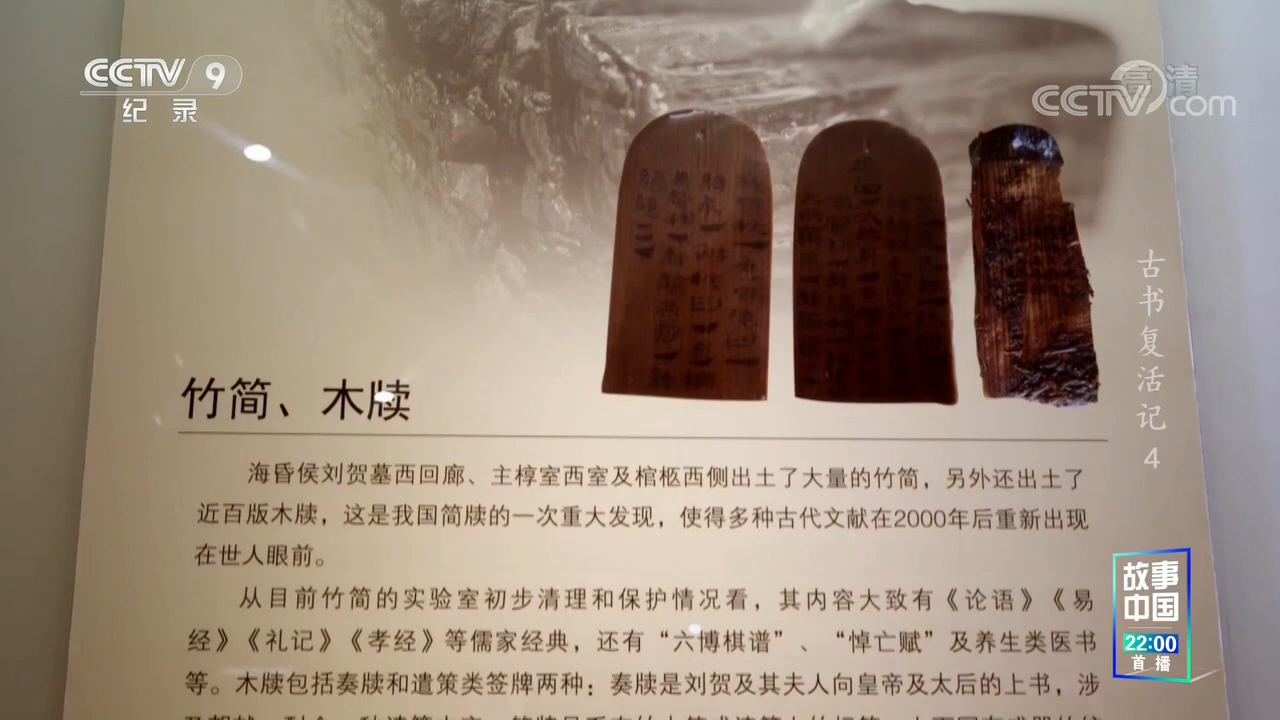 CCTV 9
纪录
高清
CCTV.com
古书复活记 4
竹简、木牍
海昏侯刘贺墓西回廊、主椁室西室及棺柩西侧出土了大量的竹简，另外还出土了
近百版木牍，这是我国简牍的一次重大发现，使得多种古代文献在2000年后重新出现
在世人眼前。
从目前竹简的实验室初步清理和保护情况看，其内容大致有《论语》《易
经》《礼记》《孝经》等儒家经典，还有“六博棋谱”、“悼亡赋”及养生类医书
等。木牍包括奏牍和遣策类签牌两种：奏牍是刘贺及其夫人向皇帝及太后的上书，涉
故事
中国
22:00
首播